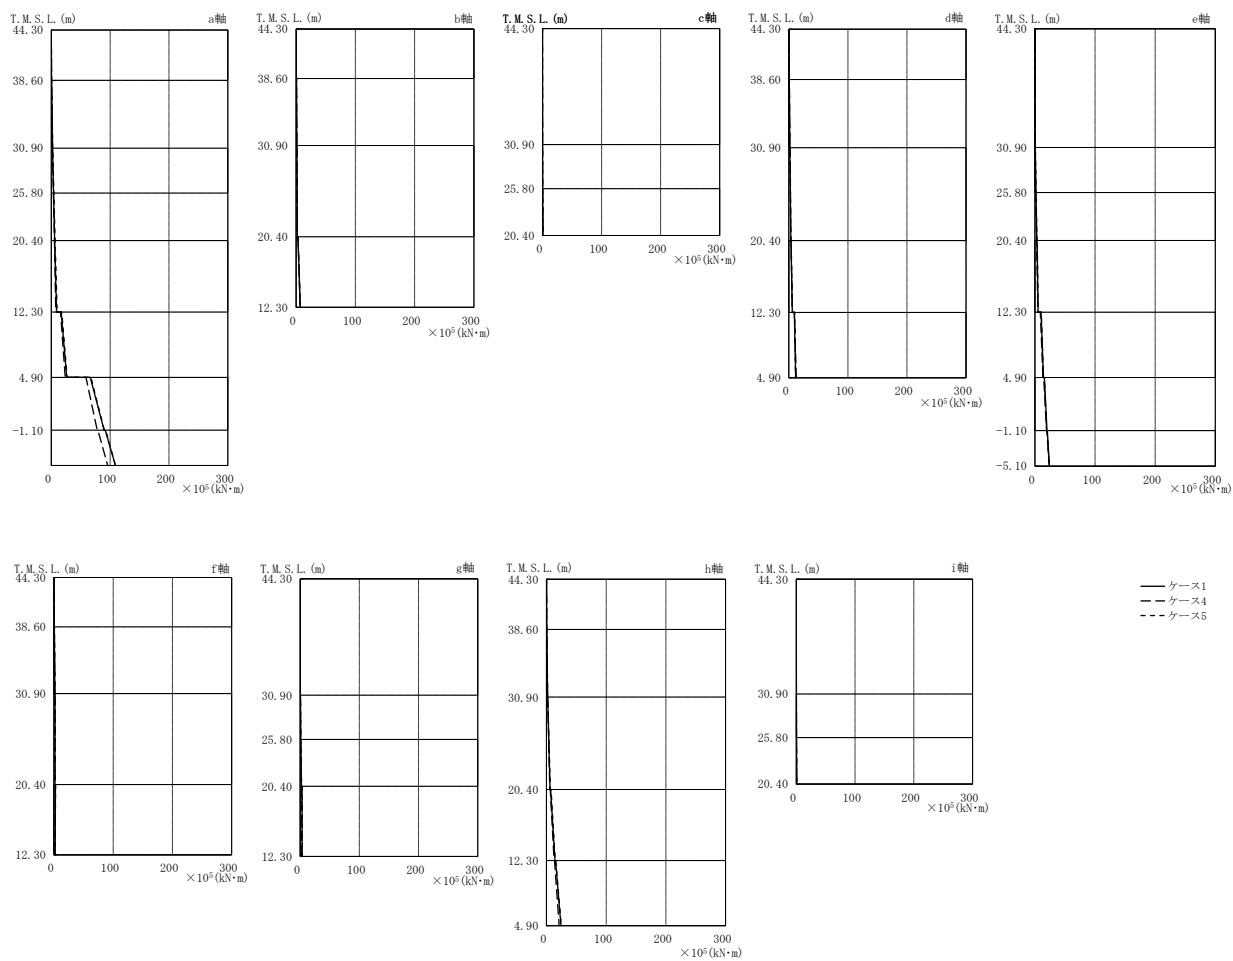 T.M.S.L.(m) a軸
44.30
38.60
30.90
25.80
20.40
12.30
4.90
-1.10
0 100 200 300
×10⁵(kN･m)
T.M.S.L.(m) b軸
44.30
38.60
30.90
20.40
12.30
0 100 200 300
×10⁵(kN･m)
T.M.S.L.(m) c軸
44.30
30.90
25.80
20.40
0 100 200 300
×10⁵(kN･m)
T.M.S.L.(m) d軸
44.30
38.60
30.90
20.40
12.30
4.90
0 100 200 300
×10⁵(kN･m)
T.M.S.L.(m) e軸
44.30
30.90
25.80
20.40
12.30
4.90
-1.10
-5.10
0 100 200 300
×10⁵(kN･m)
T.M.S.L.(m) f軸
44.30
38.60
30.90
20.40
12.30
0 100 200 300
×10⁵(kN･m)
T.M.S.L.(m) g軸
44.30
30.90
25.80
20.40
12.30
0 100 200 300
×10⁵(kN･m)
T.M.S.L.(m) h軸
44.30
38.60
30.90
20.40
12.30
4.90
0 100 200 300
×10⁵(kN･m)
T.M.S.L.(m) i軸
44.30
30.90
25.80
20.40
0 100 200 300
×10⁵(kN･m)
ケース1
ケース4
ケース5